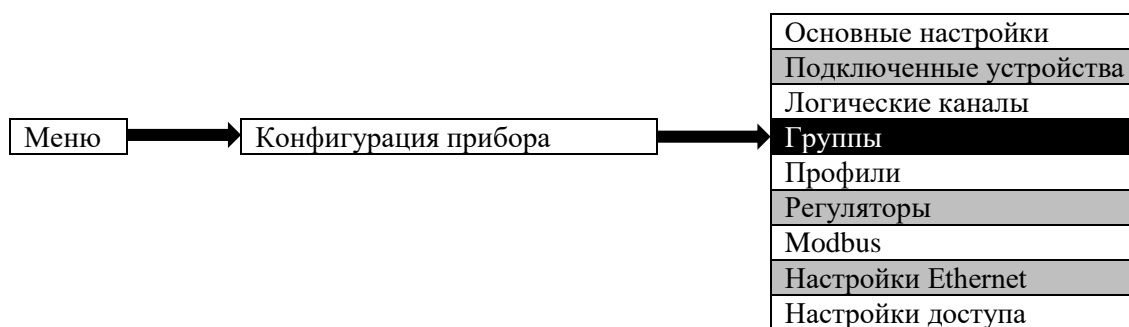 Основные настройки
Подключенные устройства
Логические каналы
Меню
Конфигурация прибора
Группы
Профили
Регуляторы
Modbus
Настройки Ethernet
Настройки доступа